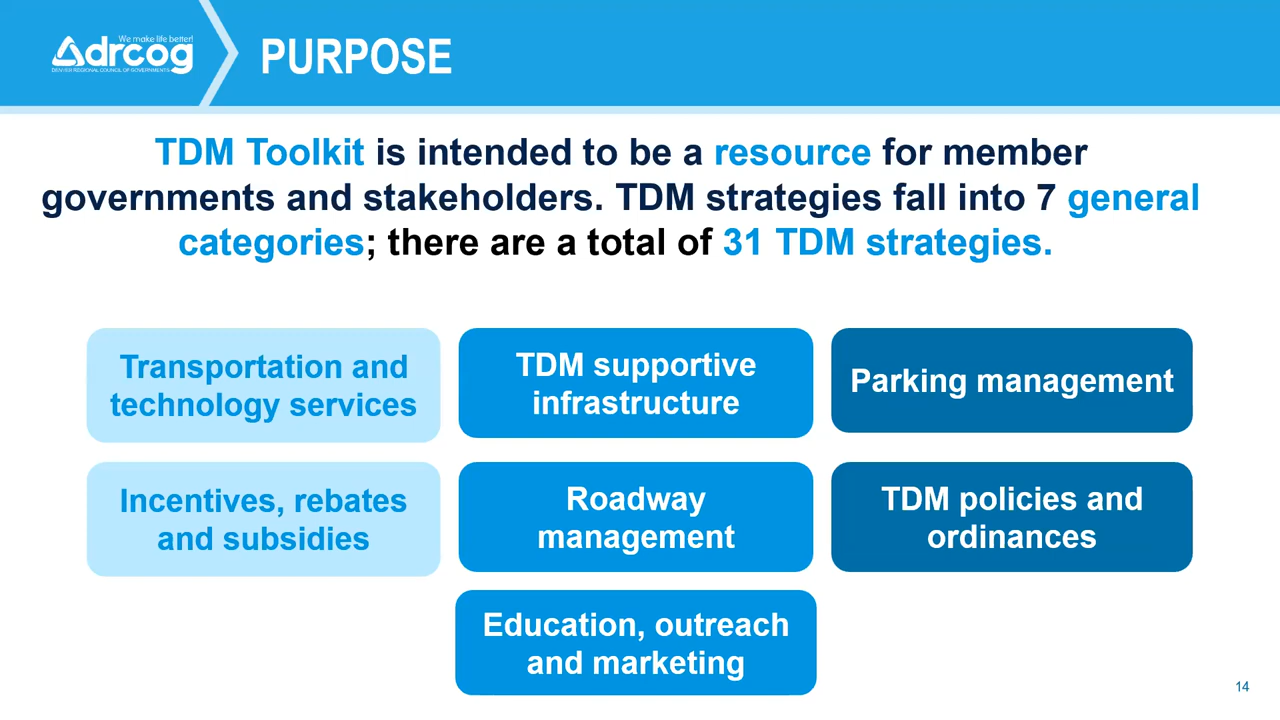 We make life better!
drcog
DENVER REGIONAL COUNCIL OF GOVERNMENTS
PURPOSE
TDM Toolkit is intended to be a resource for member
governments and stakeholders. TDM strategies fall into 7 general
categories; there are a total of 31 TDM strategies.
Transportation and
technology services
TDM supportive
infrastructure
Parking management
Incentives, rebates
and subsidies
Roadway
management
TDM policies and
ordinances
Education, outreach
and marketing
14